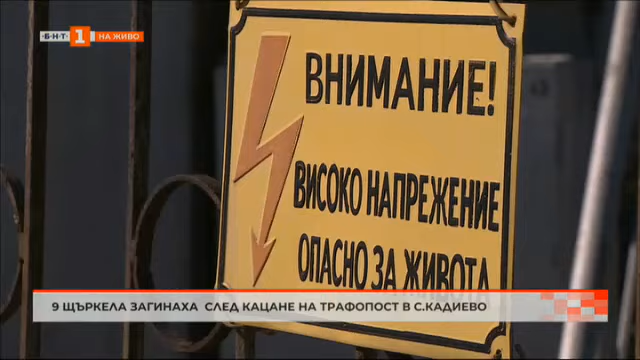 БНТ 1 НА ЖИВО
ВНИМАНИЕ!
ВИСОКО НАПРЕЖЕНИЕ
ОПАСНО ЗА ЖИВОТА
9 ЩЪРКЕЛА ЗАГИНАХА СЛЕД КАЦАНЕ НА ТРАФОПОСТ В С.КАДИЕВО